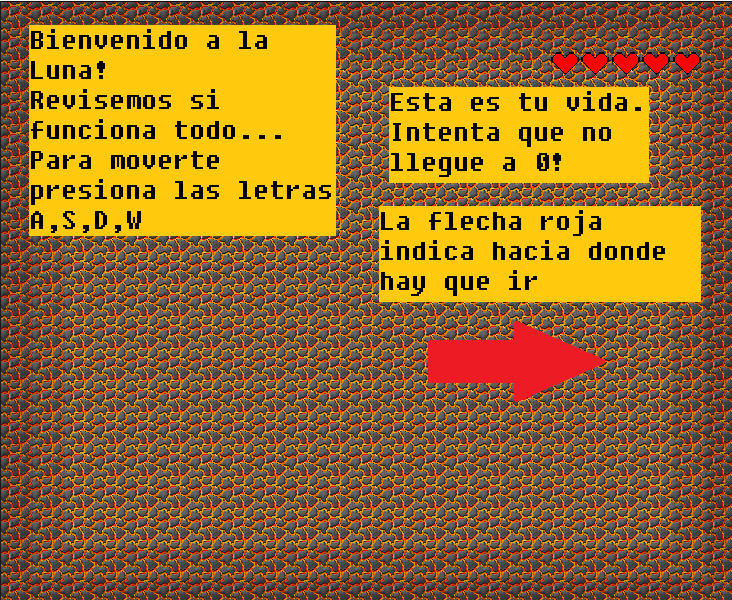 Bienvenido a la
Luna!
Revisemos si
funciona todo...
Para moverte
presiona las letras
A,S,D,W
Esta es tu vida.
Intenta que no
llegue a 0!
La flecha roja
indica hacia donde
hay que ir